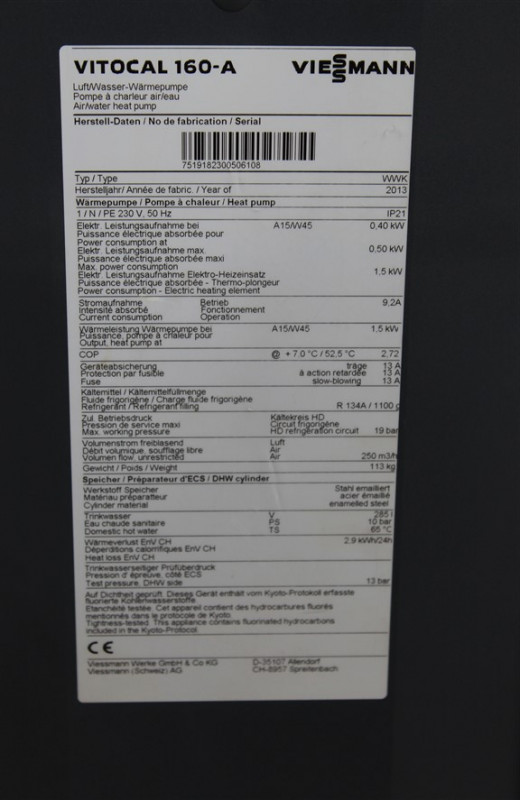 VITOCAL 160-A VIESSMANN
Luft/Wasser-Wärmepumpe
Pompe à charleur air/eau
Air/water heat pump
Herstell-Daten / No de fabrication / Serial
7519182300506108
Typ / Type WWK
Herstelljahr/ Année de fabric. / Year of 2013
Wärmepumpe / Pompe à chaleur / Heat pump
1 / N / PE 230 V, 50 Hz IP21
Elektr. Leistungsaufnahme bei A15/W45 0,40 kW
Puissance électrique absorbée pour
Power consumption at
Elektr. Leistungsaufnahme max. 0,50 kW
Puissance électrique absorbée maxi
Max. power consumption
Elektr. Leistungsaufnahme Elektro-Heizeinsatz 1,5 kW
Puissance électrique absorbée - Thermo-plongeur
Power consumption - Electric heating element
Stromaufnahme Betrieb 9,2A
Intensité absorbé Fonctionnement
Current consumption Operation
Wärmeleistung Wärmepumpe bei A15/W45 1,5 kW
Puissance, pompe à chaleur pour
Output, heat pump at
COP @ +7.0 °C / 52,5 °C 2,72
Geräteabsicherung träge 13 A
Protection par fusible à action retardée 13 A
Fuse slow-blowing 13 A
Kältemittel / Kältemittelfüllmenge
Fluide frigorigène / Charge fluide frigorigène
Refrigerant / Refrigerant filling R 134A / 1100 g
Zul. Betriebsdruck Kältekreis HD
Pression de service maxi Circuit frigorigène
Max. working pressure HD refrigeration circuit 19 bar
Volumenstrom freiblasend Luft
Débit volumique, soufflage libre Air
Volumen flow, unrestricted Air 250 m3/h
Gewicht / Poids / Weight 113 kg
Speicher / Préparateur d'ECS / DHW cylinder
Werkstoff Speicher Stahl emailliert
Matériau préparatteur acier émaillé
Cylinder material enamelled steel
Trinkwasser V 285 l
Eau chaude sanitaire PS 10 bar
Domestic hot water TS 65 °C
Wärmeverlust EnV CH 2,9 kWh/24h
Déperditions calorifiques EnV CH
Heat loss EnV CH
Trinkwasserseitiger Prüfüberdruck
Pression d' épreuve, côté ECS
Test pressure, DHW side 13 bar
Auf Dichtheit geprüft. Dieses Gerät enthält vom Kyoto-Protokoll erfasste
fluorierte Kohlenwasserstoffe.
Etanchéité testée. Cet appareil contient des hydrocarbures fluorés
mentionnés dans le protocole de Kyoto.
Tightness-tested. This appliance contains fluorinated hydrocarbons
included in the Kyoto-Protocol.
CE
Viessmann Werke GmbH & Co KG D-35107 Allendorf
Viessmann (Schweiz) AG CH-8957 Spreitenbach